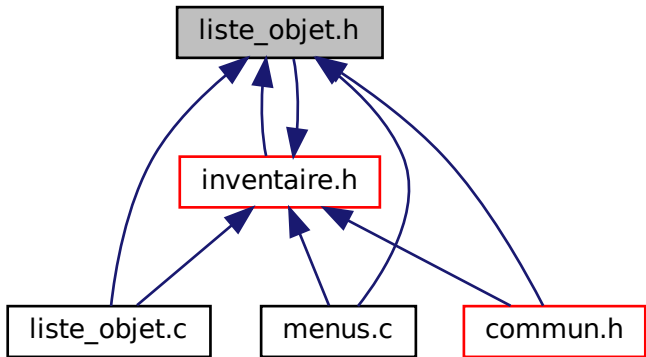 liste_objet.h
inventaire.h
liste_objet.c
menus.c
commun.h